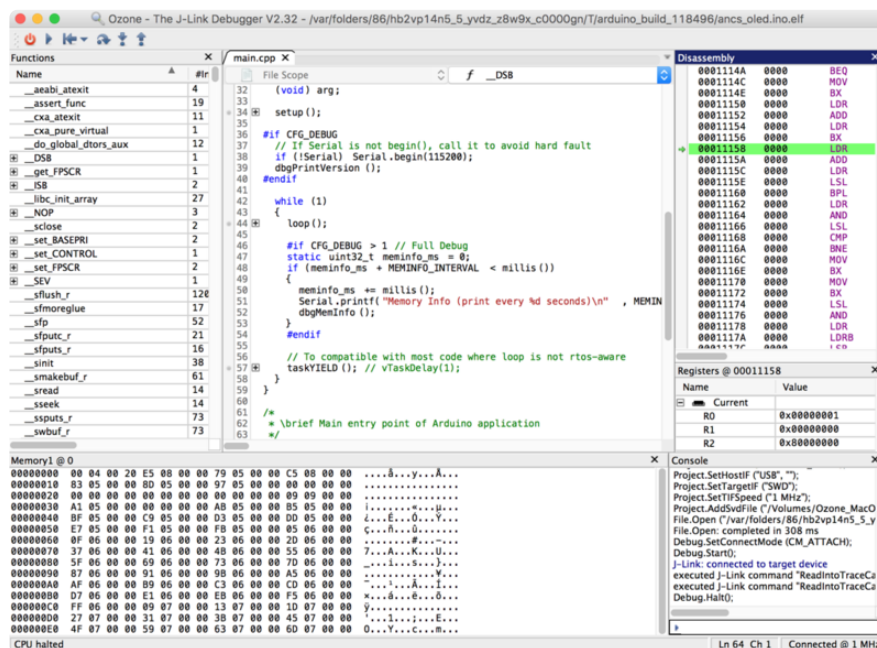 Ozone - The J-Link Debugger V2.32 - /var/folders/86/hb2vp14n5_5_yvdz_z8w9x_c0000gn/T/arduino_build_118496/ancs_oled.ino.elf
Functions
Name #In
__aeabi_atexit 4
__assert_func 19
__cxa_atexit 11
__cxa_pure_virtual 1
__do_global_dtors_aux 12
__DSB 1
__get_FPSCR 1
__ISB 2
__libc_init_array 27
__NOP 3
__sclose 2
__set_BASEPRI 2
__set_CONTROL 1
__set_FPSCR 2
__SEV 1
__sflush_r 120
__sfmoreglue 17
__sfp 52
__sfputc_r 21
__sfputs_r 16
__sinit 38
__smakebuf_r 61
__sread 14
__sseek 14
__ssputs_r 73
__swbuf_r 73
main.cpp
File Scope f __DSB
32 (void) arg;
33
34 setup();
35
36 #if CFG_DEBUG
37 // If Serial is not begin(), call it to avoid hard fault
38 if (!Serial) Serial.begin(115200);
39 dbgPrintVersion ();
40 #endif
41
42 while (1)
43 {
44 loop();
45
46 #if CFG_DEBUG > 1 // Full Debug
47 static uint32_t meminfo_ms = 0;
48 if (meminfo_ms + MEMINFO_INTERVAL < millis())
49 {
50 meminfo_ms += millis();
51 Serial.printf("Memory Info (print every %d seconds)\n" , MEMIN
52 dbgMemInfo ();
53 }
54 #endif
55
56 // To compatible with most code where loop is not rtos-aware
57 taskYIELD (); // vTaskDelay(1);
58 }
59 }
60
61 /*
62 * \brief Main entry point of Arduino application
63 */
Disassembly
0001114A 0000 BEQ
0001114C 0000 MOV
0001114E 0000 BX
00011150 0000 LDR
00011152 0000 ADD
00011154 0000 LDR
00011156 0000 BX
00011158 0000 LDR
0001115A 0000 ADD
0001115C 0000 LDR
0001115E 0000 LSL
00011160 0000 BPL
00011162 0000 LDR
00011164 0000 AND
00011166 0000 LSL
00011168 0000 CMP
0001116A 0000 BNE
0001116C 0000 MOV
0001116E 0000 BX
00011170 0000 MOV
00011172 0000 BX
00011174 0000 LSL
00011176 0000 AND
00011178 0000 LDR
0001117A 0000 LDRB
Registers @ 00011158
Name Value
Current
R0 0x00000001
R1 0x00000000
R2 0x80000000
Memory1 @ 0
00000000 00 04 00 20 E5 08 00 00 79 05 00 00 C5 08 00 00 ....å...y...Å...
00000010 83 05 00 00 8D 05 00 00 97 05 00 00 00 00 00 00 ................
00000020 00 00 00 00 00 00 00 00 00 00 00 00 09 09 00 00 ................
00000030 A1 05 00 00 00 00 00 00 AB 05 00 00 B5 05 00 00 ¡.......«...µ...
00000040 BF 05 00 00 C9 05 00 00 D3 05 00 00 DD 05 00 00 ¿...É...Ó...Ý...
00000050 E7 05 00 00 F1 05 00 00 FB 05 00 00 05 06 00 00 ç...ñ...û.......
00000060 0F 06 00 00 19 06 00 00 23 06 00 00 2D 06 00 00 ........#...-...
00000070 37 06 00 00 41 06 00 00 4B 06 00 00 55 06 00 00 7...A...K...U...
00000080 5F 06 00 00 69 06 00 00 73 06 00 00 7D 06 00 00 _...i...s...}...
00000090 87 06 00 00 91 06 00 00 9B 06 00 00 A5 06 00 00 ............¥...
000000A0 AF 06 00 00 B9 06 00 00 C3 06 00 00 CD 06 00 00 ¯...¹...Ã...Í...
000000B0 D7 06 00 00 E1 06 00 00 EB 06 00 00 F5 06 00 00 ×...á...ë...õ...
000000C0 FF 06 00 00 09 07 00 00 13 07 00 00 1D 07 00 00 ÿ...............
000000D0 27 07 00 00 31 07 00 00 3B 07 00 00 45 07 00 00 '...1...;...E...
000000E0 4F 07 00 00 59 07 00 00 63 07 00 00 6D 07 00 00 O...Y...c...m...
Console
Project.SetHostIF ("USB", "");
Project.SetTargetIF ("SWD");
Project.SetTIFSpeed ("1 MHz");
Project.AddSvdFile ("/Volumes/Ozone_MacO
File.Open ("/var/folders/86/hb2vp14n5_5_y
File.Open: completed in 308 ms
Debug.SetConnectMode (CM_ATTACH);
Debug.Start();
J-Link: connected to target device
executed J-Link command "ReadIntoTraceCa
executed J-Link command "ReadIntoTraceCa
Debug.Halt();
CPU halted
Ln 64 Ch 1 Connected @ 1 MHz